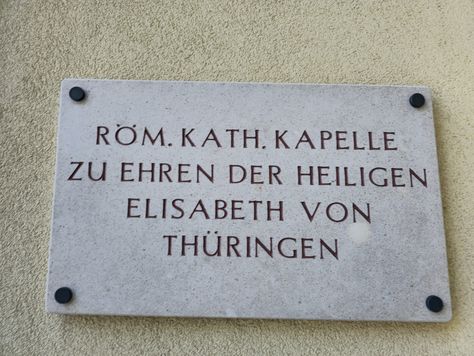 RÖM. KATH. KAPELLE
ZU EHREN DER HEILIGEN
ELISABETH VON
THÜRINGEN